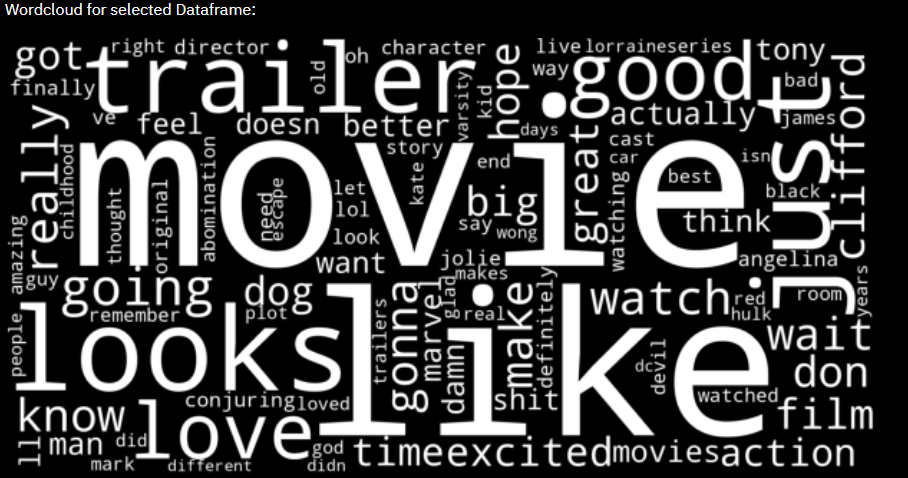 Wordcloud for selected Dataframe:
got
right director
finally
trailer
old
oh
character
varsity
kid
hope
live
lorraine
series
way
good
tony
bad
just
james
clifford
ve
feel
doesn
better
days
actually
really
childhood
movie
thought
original
abomination
need
escape
let
lol
look
want
story
kate
end
big
say
wong
great
cast
car
watching
best
think
isn
black
angelina
amazing
guy
going
remember
dog
plot
jolie
makes
glad
real
make
definitely
watch
red
hulk
room
years
people
looks
trailers
gonna
marvel
damn
like
shit
dc
devil
watched
wait
don
film
know
conjuring
loved
ll
man
did
love
mark
different
god
didn
time
excited
movies
action